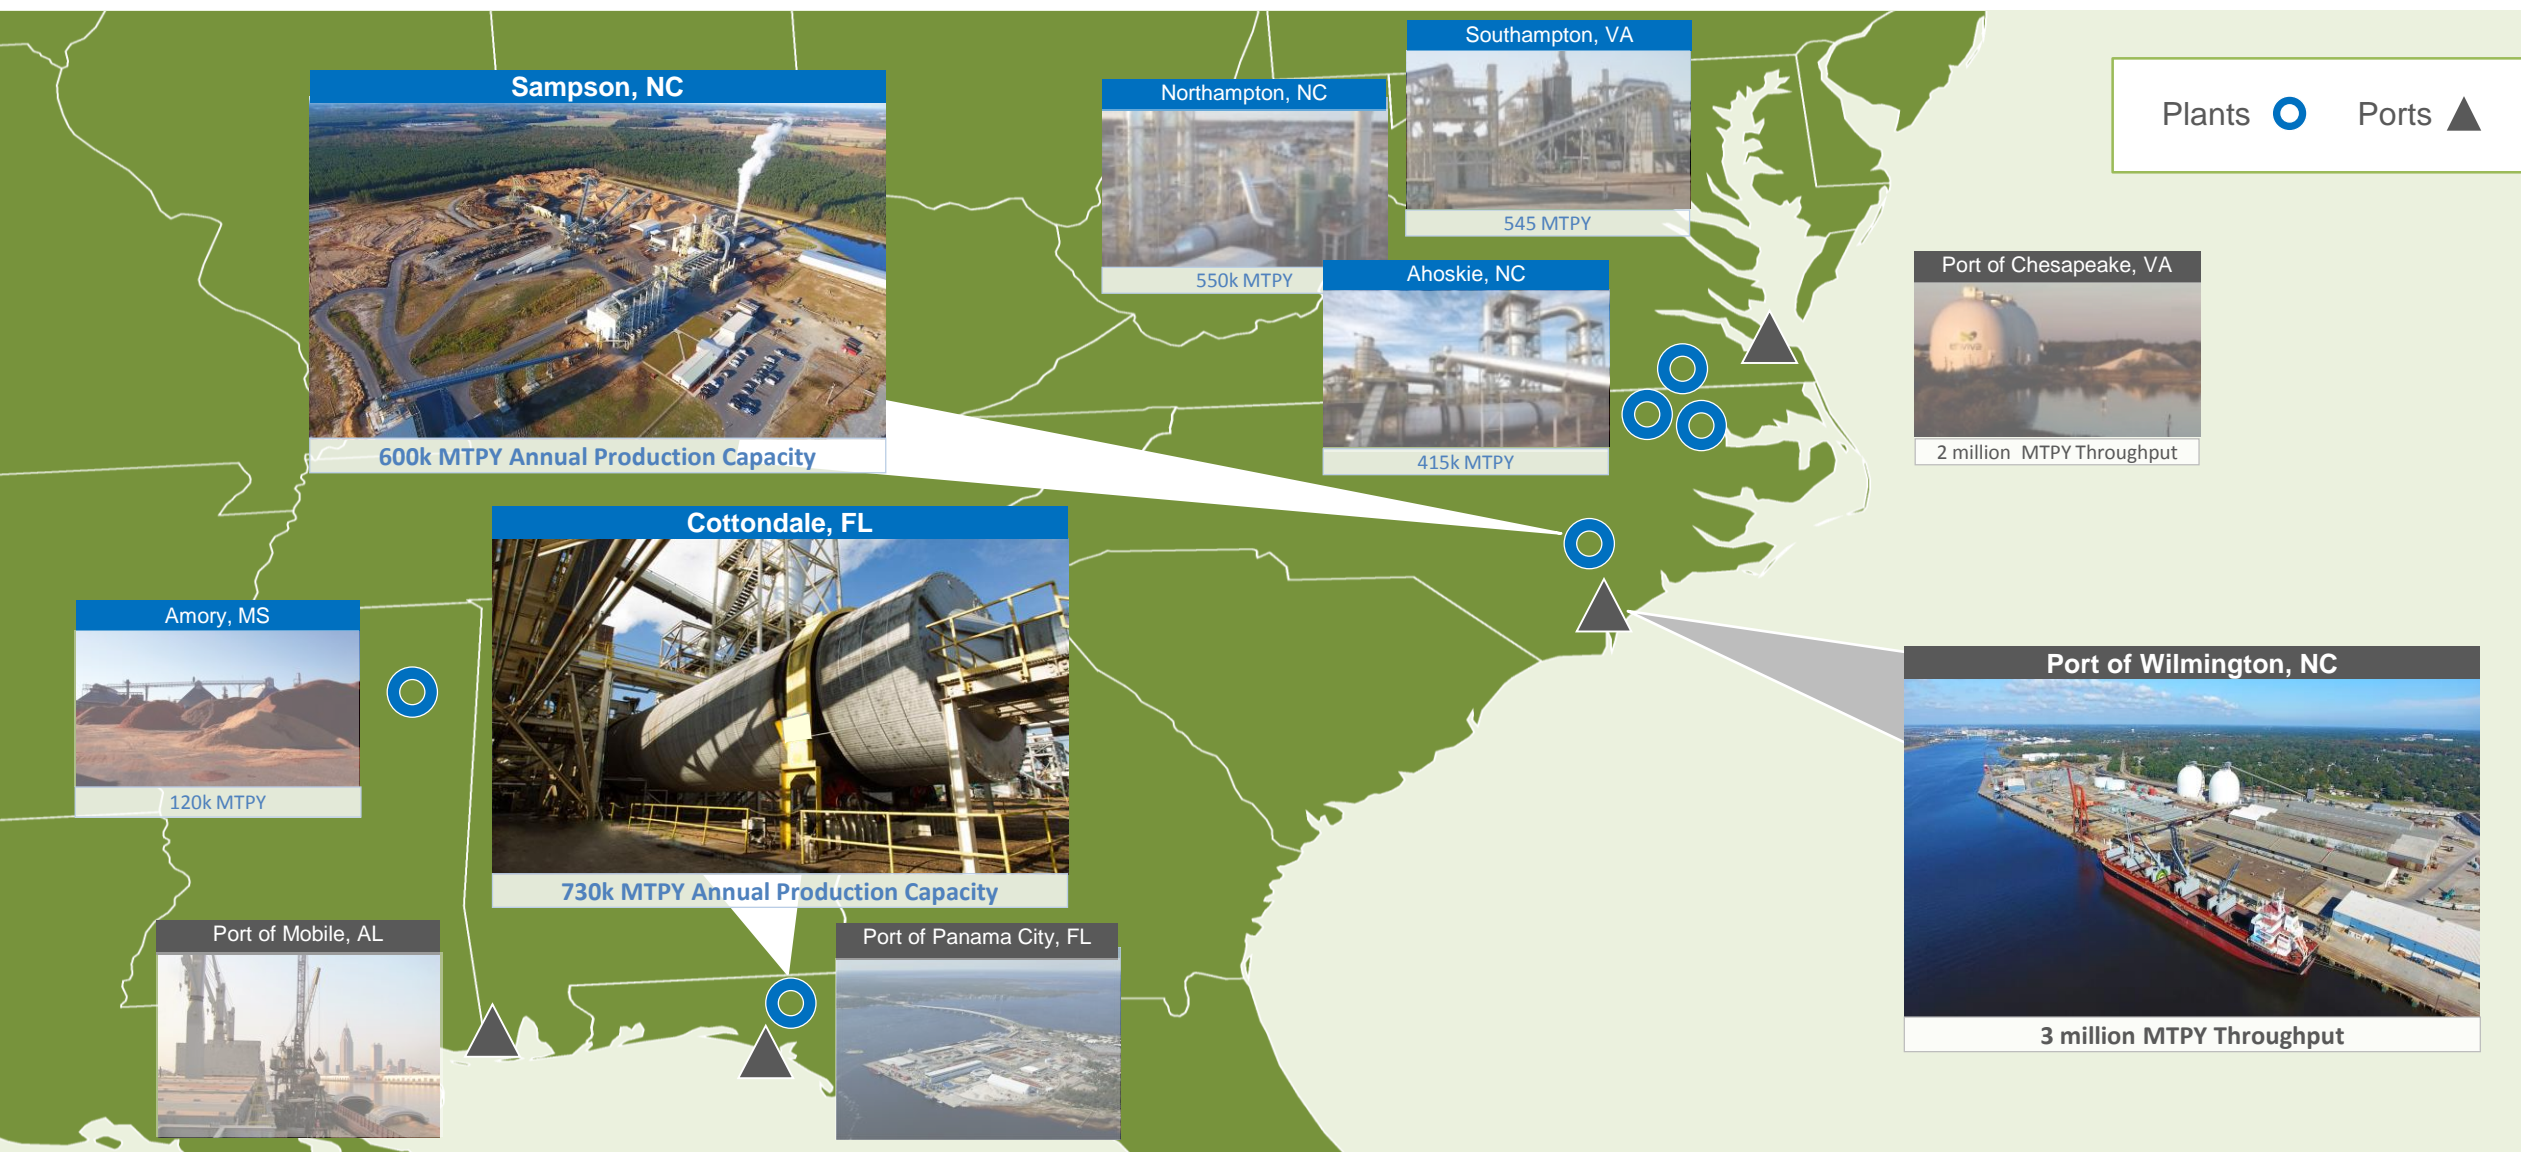 Southampton, VA
545 MTPY
Sampson, NC
600k MTPY Annual Production Capacity
Northampton, NC
550k MTPY
Plants
Ports
Ahoskie, NC
415k MTPY
Port of Chesapeake, VA
enviva
2 million MTPY Throughput
Cottondale, FL
730k MTPY Annual Production Capacity
Amory, MS
120k MTPY
Port of Wilmington, NC
3 million MTPY Throughput
Port of Mobile, AL
Port of Panama City, FL